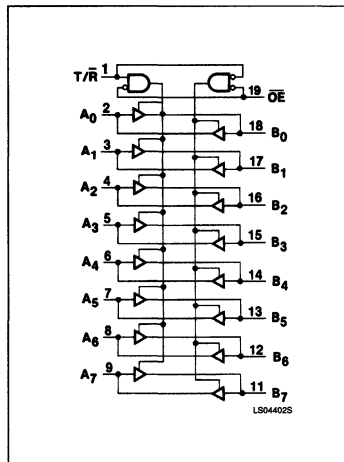 T/R̅ 1
19 O̅E̅
A0 2
18 B0
A1 3
17 B1
A2 4
16 B2
A3 5
15 B3
A4 6
14 B4
A5 7
13 B5
A6 8
12 B6
A7 9
11 B7
LS04402S